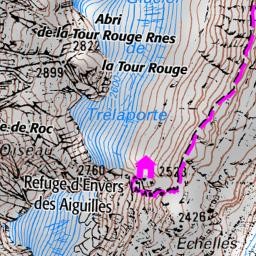 Glacier
Abri
de la Tour Rouge Rnes
2822
de
la Tour Rouge
2899
Trélaporte
e de Roc
Oiseau
2760
2523
Refuge d'Envers
des Aiguilles
2426
Echelles